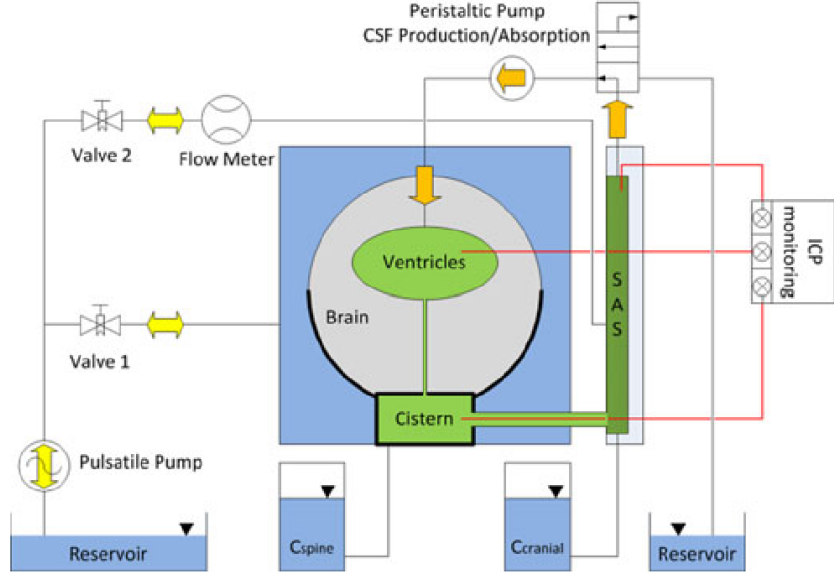 Peristaltic Pump
CSF Production/Absorption
Valve 2
Flow Meter
Ventricles
ICP
monitoring
SAS
Brain
Valve 1
Cistern
Pulsatile Pump
Reservoir
Cspine
Ccranial
Reservoir